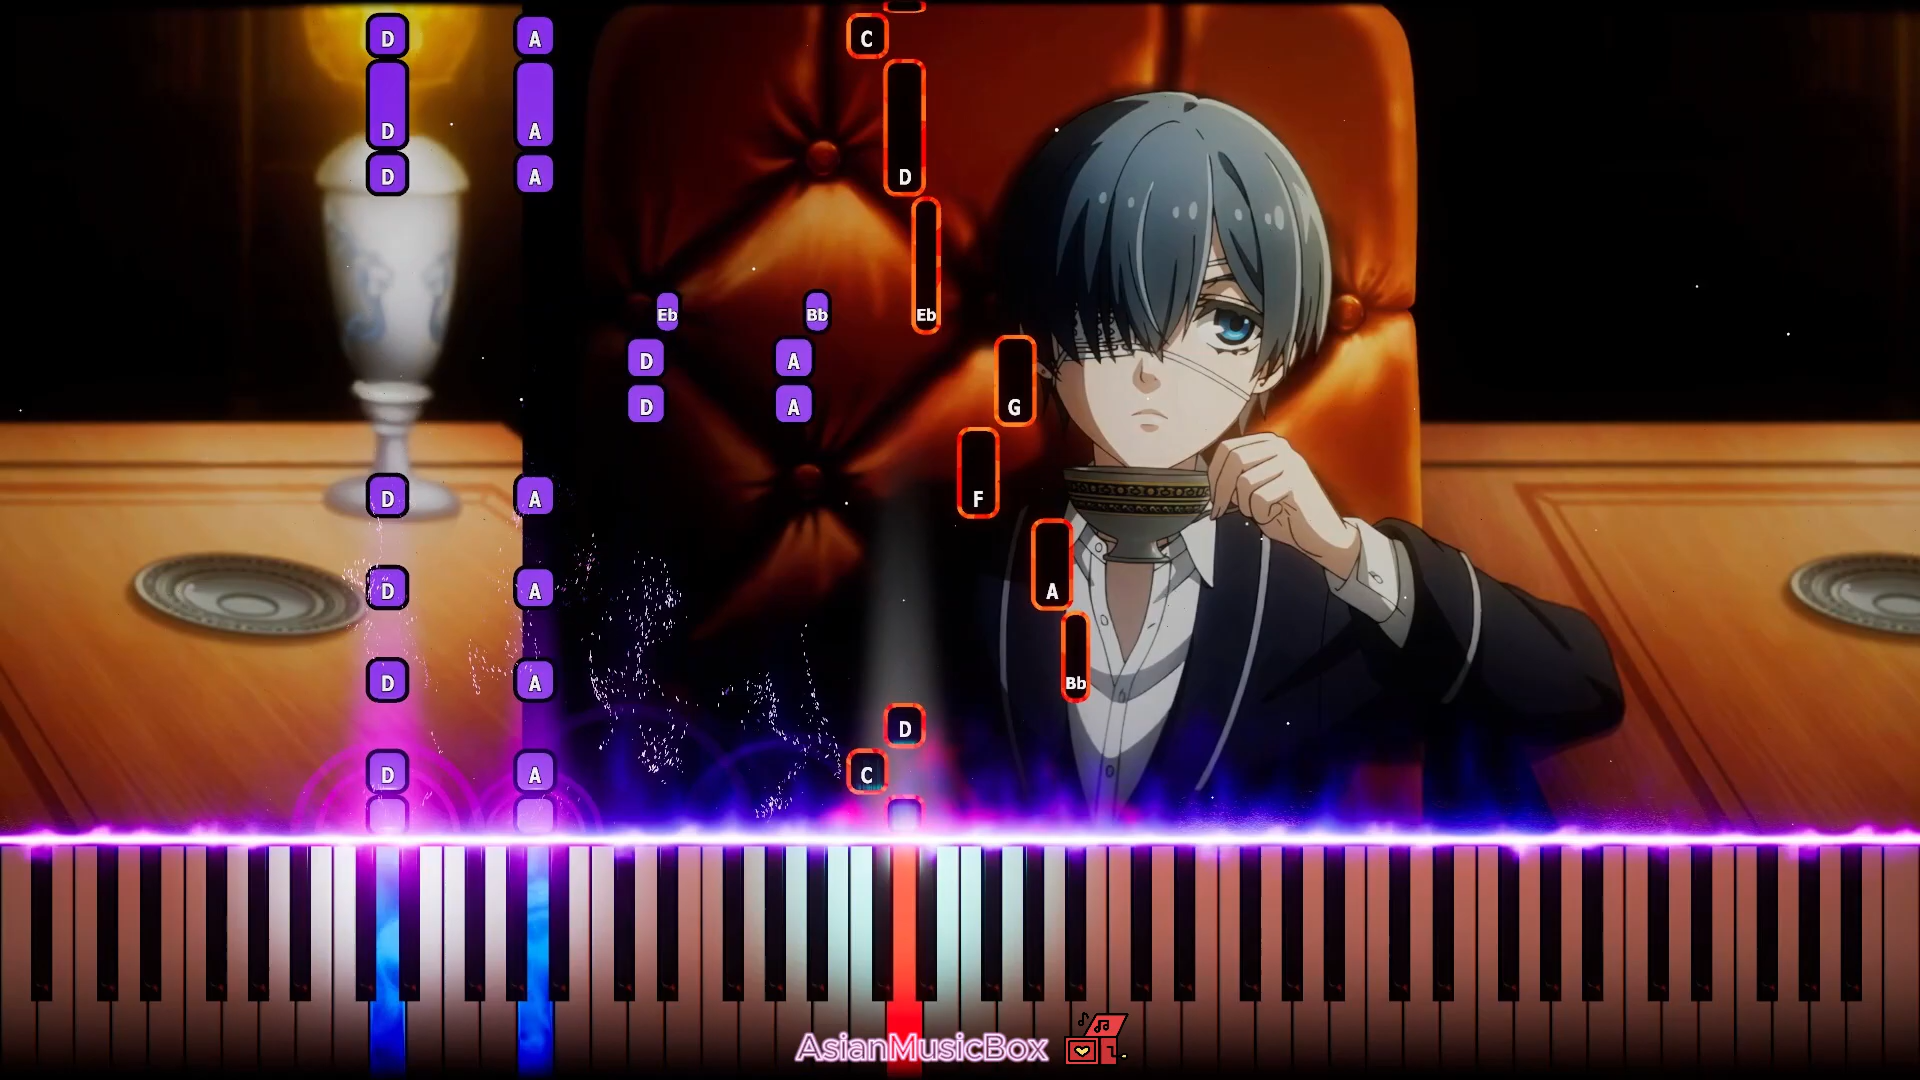 D A C
D A
D A D
Eb Bb Eb
D A
D A G
D A F
D A A
D A Bb
D
D A C
AsianMusicBox